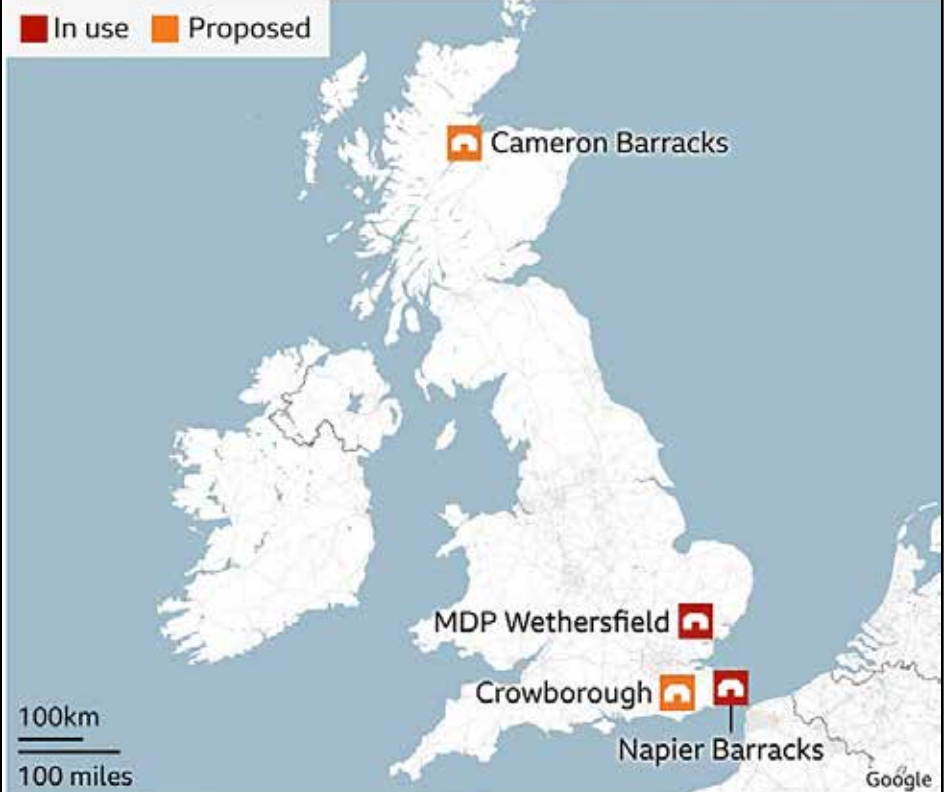 In use
Proposed
Cameron Barracks
MDP Wethersfield
Crowborough
Napier Barracks
100km
100 miles
Google